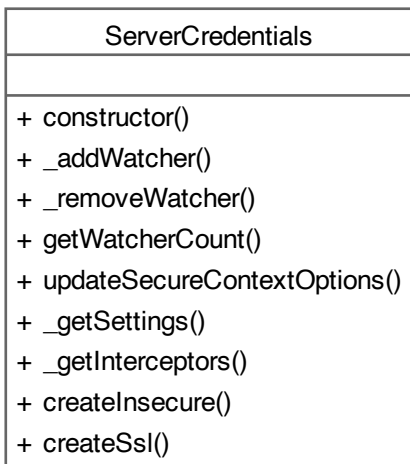 ServerCredentials
+ constructor()
+ _addWatcher()
+ _removeWatcher()
+ getWatcherCount()
+ updateSecureContextOptions()
+ _getSettings()
+ _getInterceptors()
+ createInsecure()
+ createSsl()